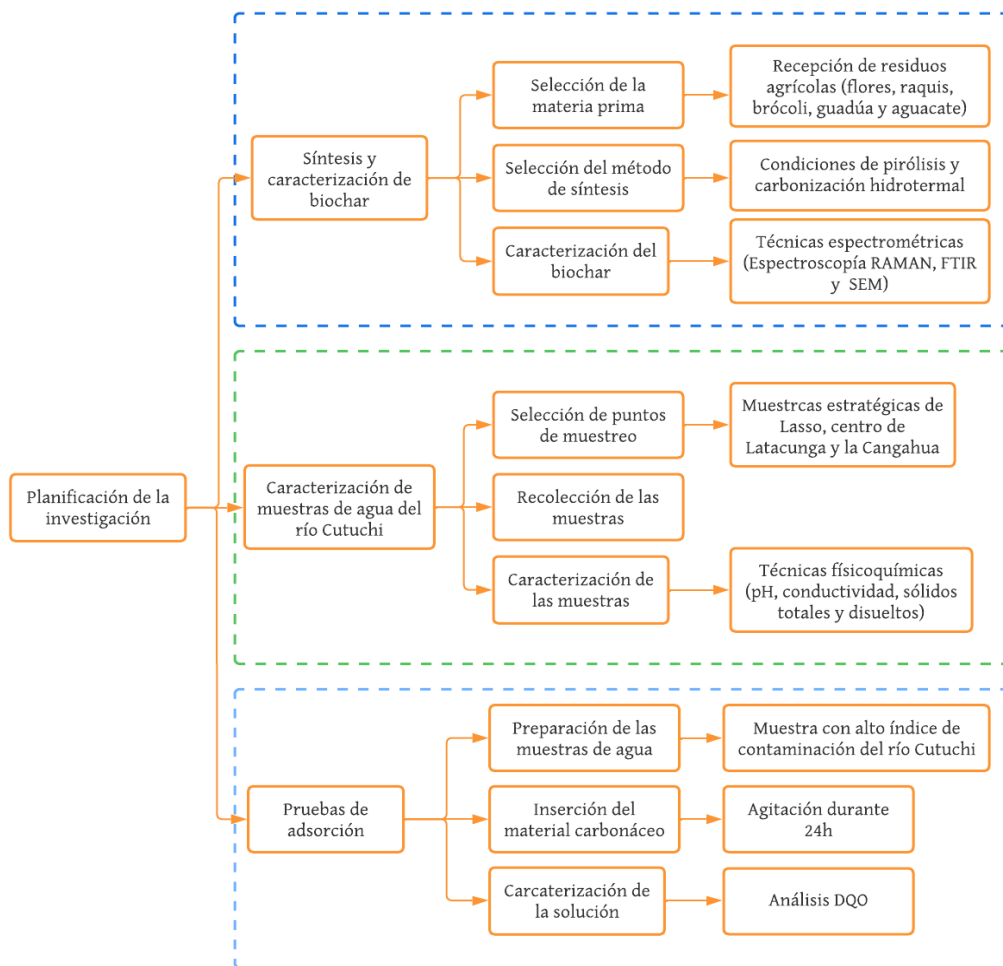 Planificación de la
investigación
Síntesis y
caracterización de
biochar
Selección de la
materia prima
Recepción de residuos
agrícolas (flores, raquis,
brócoli, guadúa y aguacate)
Selección del método
de síntesis
Condiciones de pirólisis y
carbonización hidrotermal
Caracterización del
biochar
Técnicas espectrométricas
(Espectroscopía RAMAN, FTIR
y SEM)
Caracterización de
muestras de agua del
río Cutuchi
Selección de puntos
de muestreo
Muestrcas estratégicas de
Lasso, centro de
Latacunga y la Cangahua
Recolección de las
muestras
Caracterización de
las muestras
Técnicas físicoquímicas
(pH, conductividad, sólidos
totales y disueltos)
Pruebas de
adsorción
Preparación de las
muestras de agua
Muestra con alto índice de
contaminación del río Cutuchi
Inserción del
material carbonáceo
Agitación durante
24h
Carcaterización de
la solución
Análisis DQO